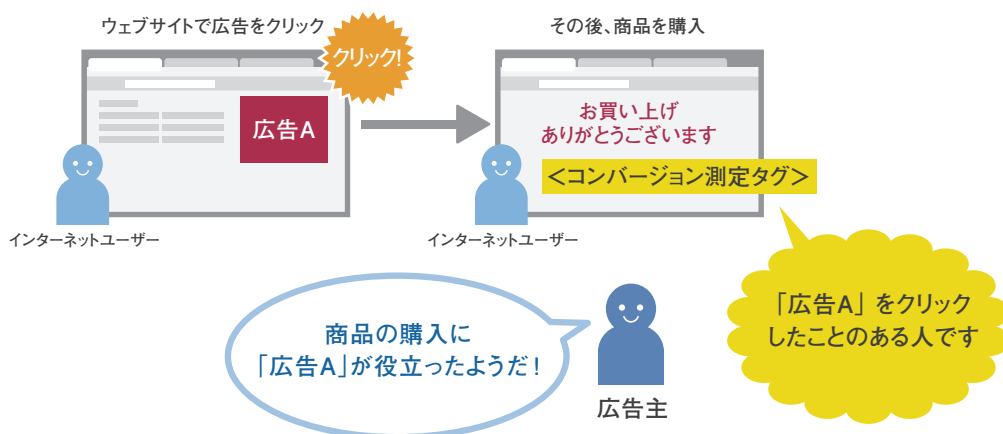 ウェブサイトで広告をクリック
クリック!
広告A
インターネットユーザー
その後、商品を購入
お買い上げ
ありがとうございます
＜コンバージョン測定タグ＞
インターネットユーザー
「広告A」をクリック
したことのある人です
商品の購入に
「広告A」が役立ったようだ!
広告主